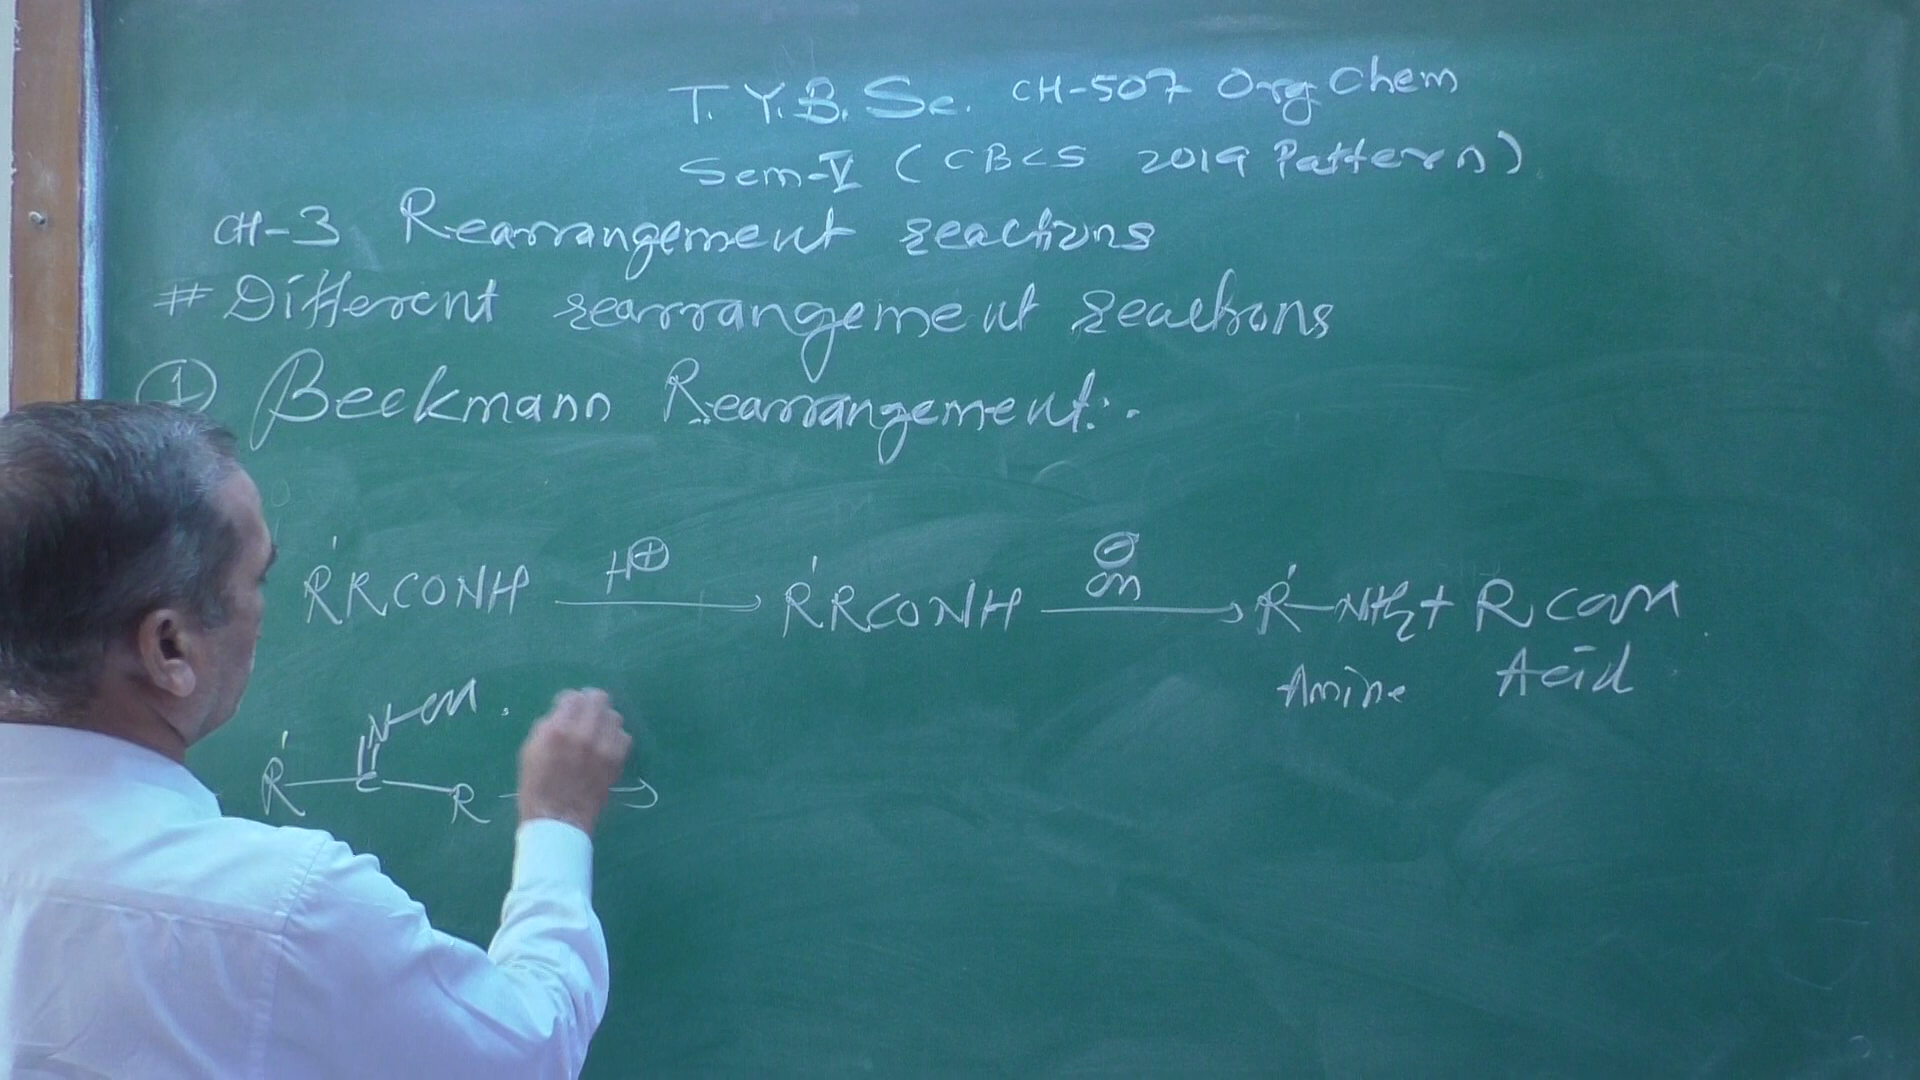 T.Y.B.Sc. CH-507 Org Chem
Sem-V (CBCS 2019 Pattern)
CH-3 Rearrangement reactions
# Different rearrangement reactions
① Beckmann Rearrangement:-
R'RCONH —H⊕→ R'RCONH —⊖OH→ R'-NH2 + RCOOH
Amine Acid
N-OH
R'—C—R →